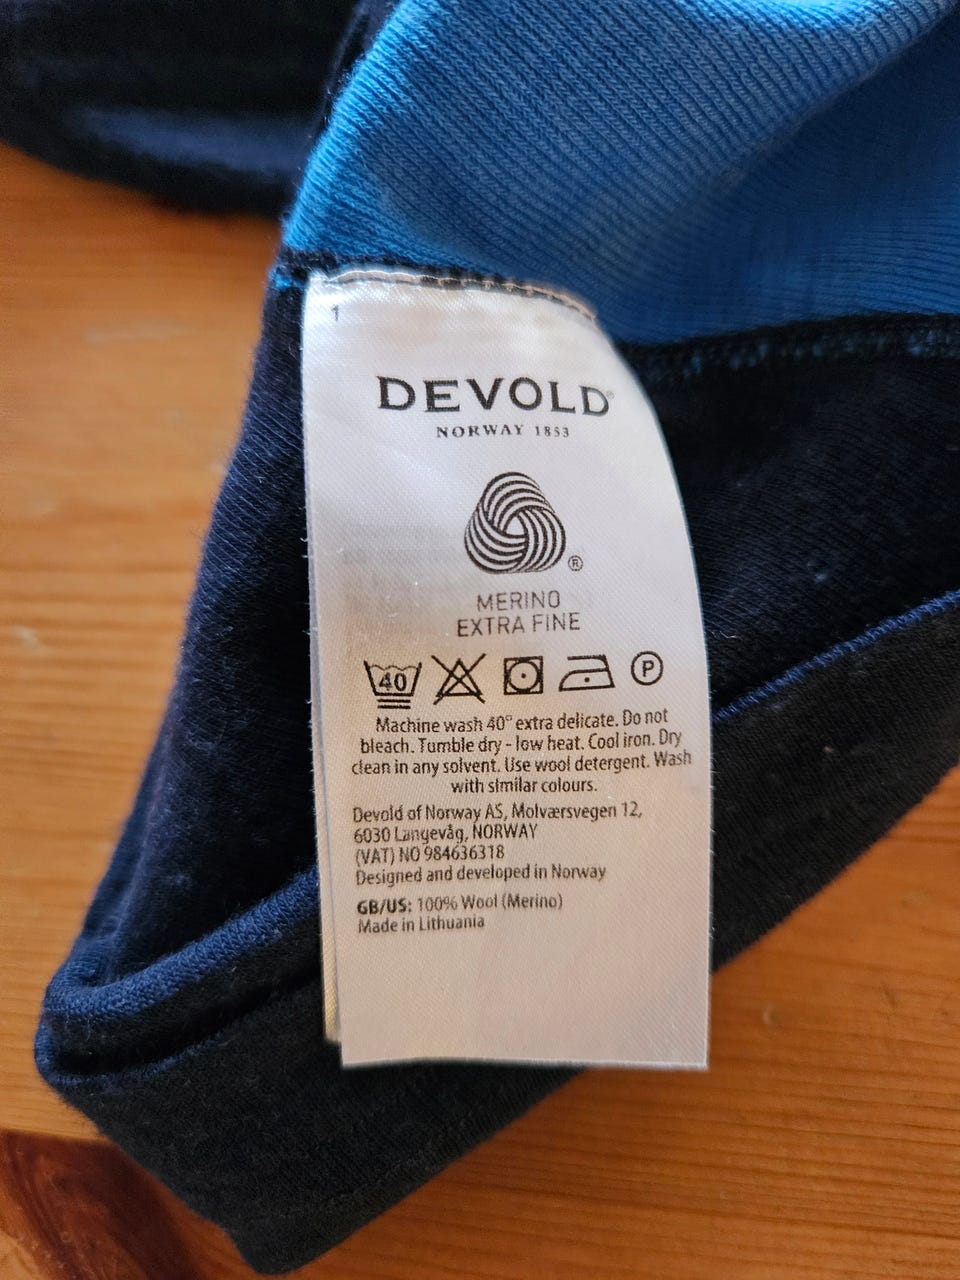 1
DEVOLD®
NORWAY 1853
®
MERINO
EXTRA FINE
40 P
Machine wash 40° extra delicate. Do not
bleach. Tumble dry - low heat. Cool iron. Dry
clean in any solvent. Use wool detergent. Wash
with similar colours.
Devold of Norway AS, Molværsvegen 12,
6030 Langevåg, NORWAY
(VAT) NO 984636318
Designed and developed in Norway
GB/US: 100% Wool (Merino)
Made in Lithuania